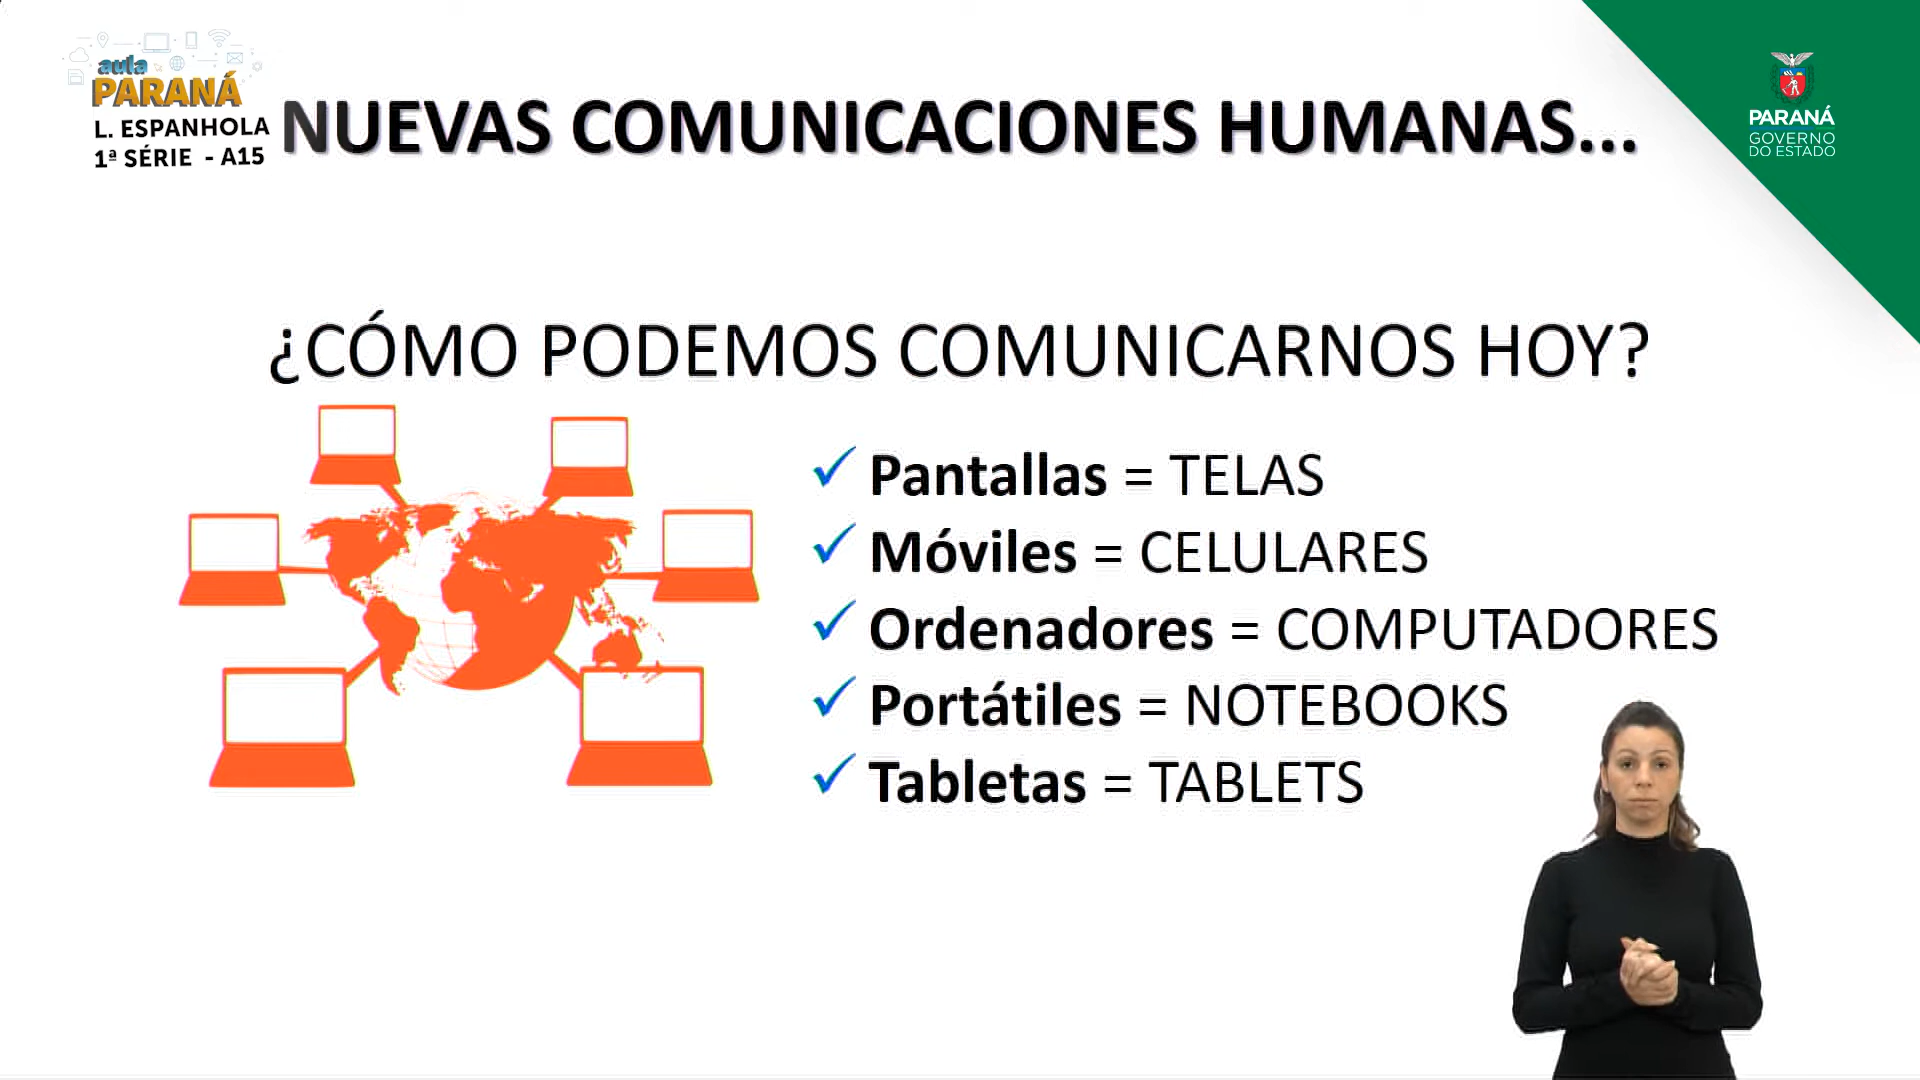 aula
PARANÁ
L. ESPANHOLA
1ª SÉRIE - A15
NUEVAS COMUNICACIONES HUMANAS...
PARANÁ
GOVERNO
DO ESTADO
¿CÓMO PODEMOS COMUNICARNOS HOY?
Pantallas = TELAS
Móviles = CELULARES
Ordenadores = COMPUTADORES
Portátiles = NOTEBOOKS
Tabletas = TABLETS